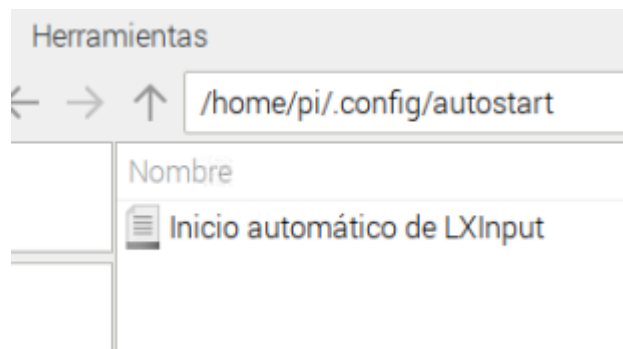 Herramientas
/home/pi/.config/autostart
Nombre
Inicio automático de LXInput